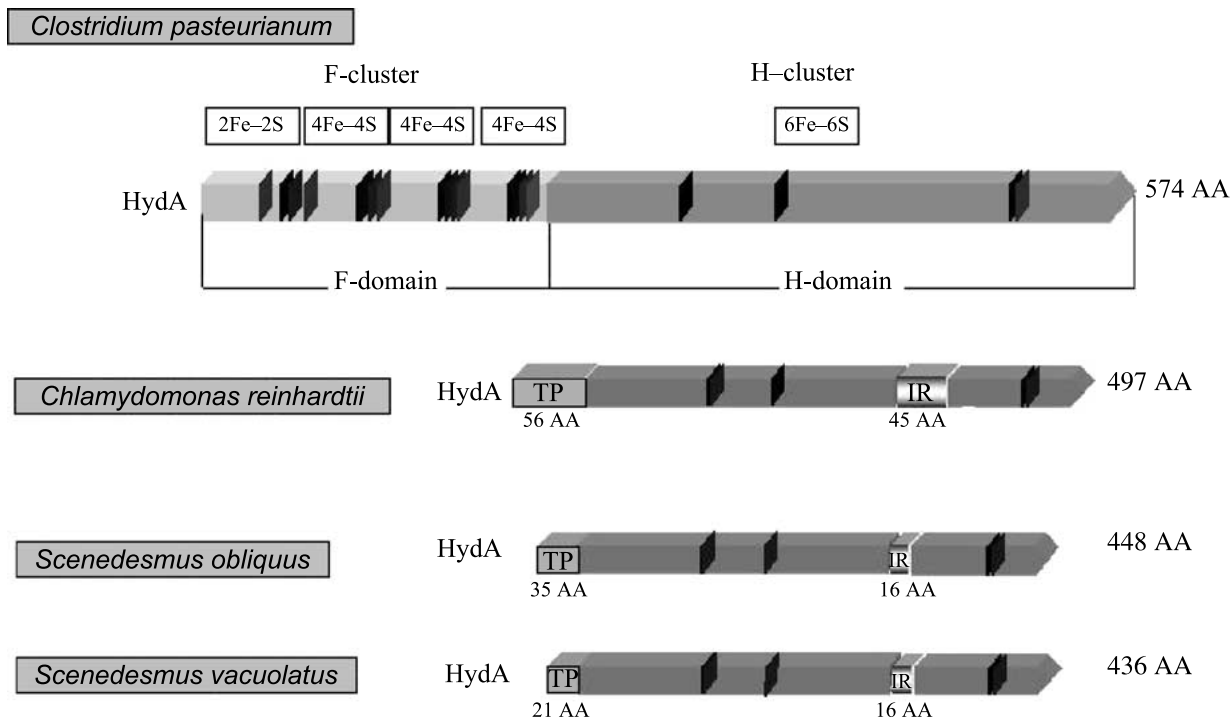 Clostridium pasteurianum
F-cluster H–cluster
2Fe–2S 4Fe–4S 4Fe–4S 4Fe–4S 6Fe–6S
HydA 574 AA
F-domain H-domain
Chlamydomonas reinhardtii HydA TP IR 497 AA
56 AA 45 AA
Scenedesmus obliquus HydA TP IR 448 AA
35 AA 16 AA
Scenedesmus vacuolatus HydA TP IR 436 AA
21 AA 16 AA